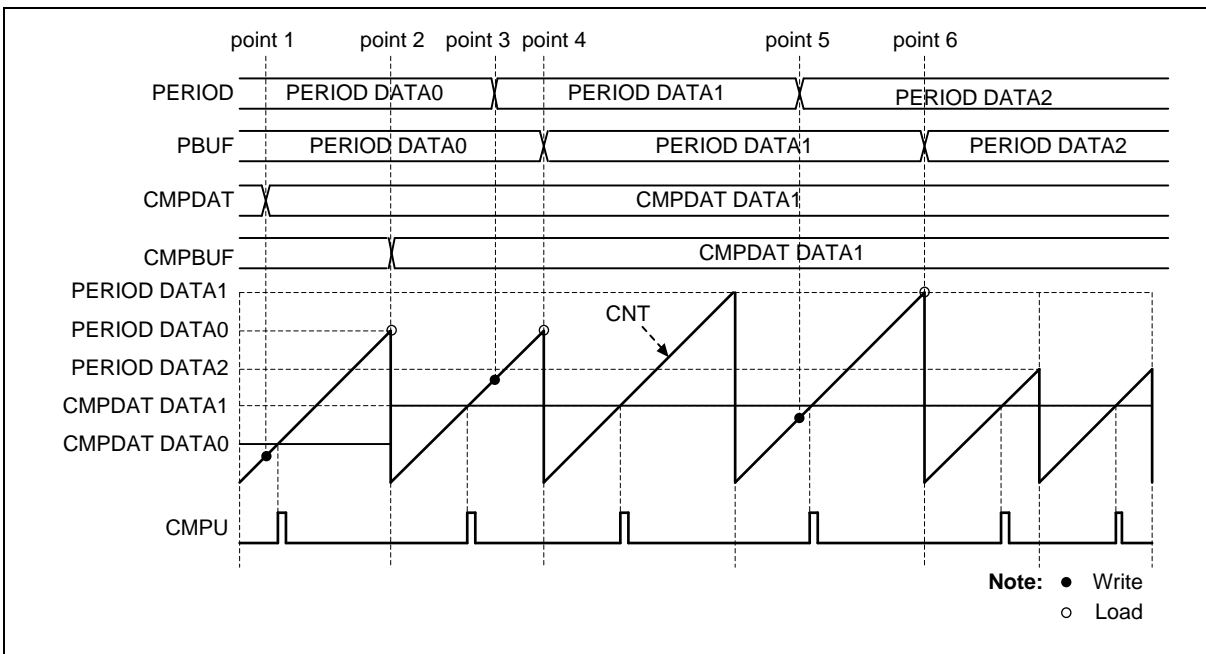 point 1 point 2 point 3 point 4 point 5 point 6
PERIOD PERIOD DATA0 PERIOD DATA1 PERIOD DATA2
PBUF PERIOD DATA0 PERIOD DATA1 PERIOD DATA2
CMPDAT CMPDAT DATA1
CMPBUF CMPDAT DATA1
PERIOD DATA1
CNT
PERIOD DATA0
PERIOD DATA2
CMPDAT DATA1
CMPDAT DATA0
CMPU
Note: ● Write
○ Load